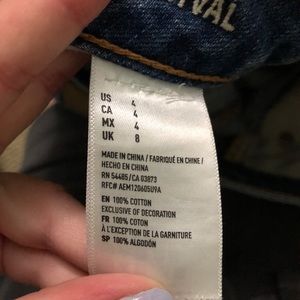 US 4
CA 4
MX 4
UK 8
MADE IN CHINA / FABRIQUÉ EN CHINE /
HECHO EN CHINA
RN 54485/CA 03873
RFC# AEM120605U9A
EN 100% COTTON
EXCLUSIVE OF DECORATION
FR 100% COTON
À L'EXCEPTION DE LA GARNITURE
SP 100% ALGODÓN